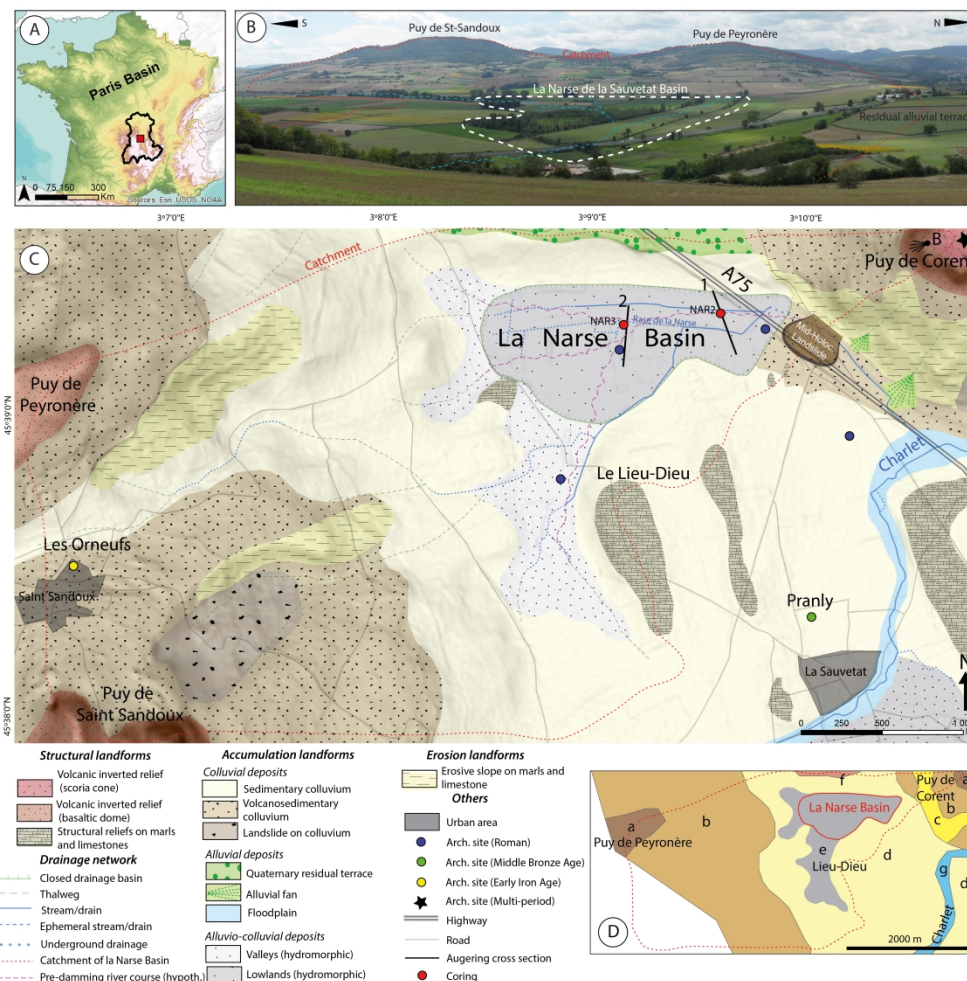 A
Paris Basin
N
0 75 150 300
Km
Sources: Esri, USGS, NOAA
B
S
N
Puy de St-Sandoux
Puy de Peyronère
Catchment
La Narse de la Sauvetat Basin
Residual alluvial terrac
3°7'0"E
3°8'0"E
3°9'0"E
3°10'0"E
C
Catchment
A75
B
Puy de Coren
1
2
NAR2
NAR3
Rase de la Narse
La Narse Basin
Mid-Holoc.
Landslide
Puy de
Peyronère
45°39'0"N
Charlet
Le Lieu-Dieu
Les Orneufs
Saint Sandoux
Pranly
La Sauvetat
Puy de
Saint Sandoux
45°38'0"N
N
0 250 500 1 00
Structural landforms
Volcanic inverted relief
(scoria cone)
Volcanic inverted relief
(basaltic dome)
Structural reliefs on marls
and limestones
Drainage network
Closed drainage basin
Thalweg
Stream/drain
Ephemeral stream/drain
Underground drainage
Catchment of la Narse Basin
Pre-damming river course (hypoth.)
Accumulation landforms
Colluvial deposits
Sedimentary colluvium
Volcanosedimentary
colluvium
Landslide on colluvium
Alluvial deposits
Quaternary residual terrace
Alluvial fan
Floodplain
Alluvio-colluvial deposits
Valleys (hydromorphic)
Lowlands (hydromorphic)
Erosion landforms
Erosive slope on marls and
limestone
Others
Urban area
Arch. site (Roman)
Arch. site (Middle Bronze Age)
Arch. site (Early Iron Age)
Arch. site (Multi-period)
Highway
Road
Augering cross section
Coring
f
Puy de
Corent
a
b
c
La Narse Basin
a
Puy de Peyronère
b
e
Lieu-Dieu
d
g
d
Charlet
D
2000 m